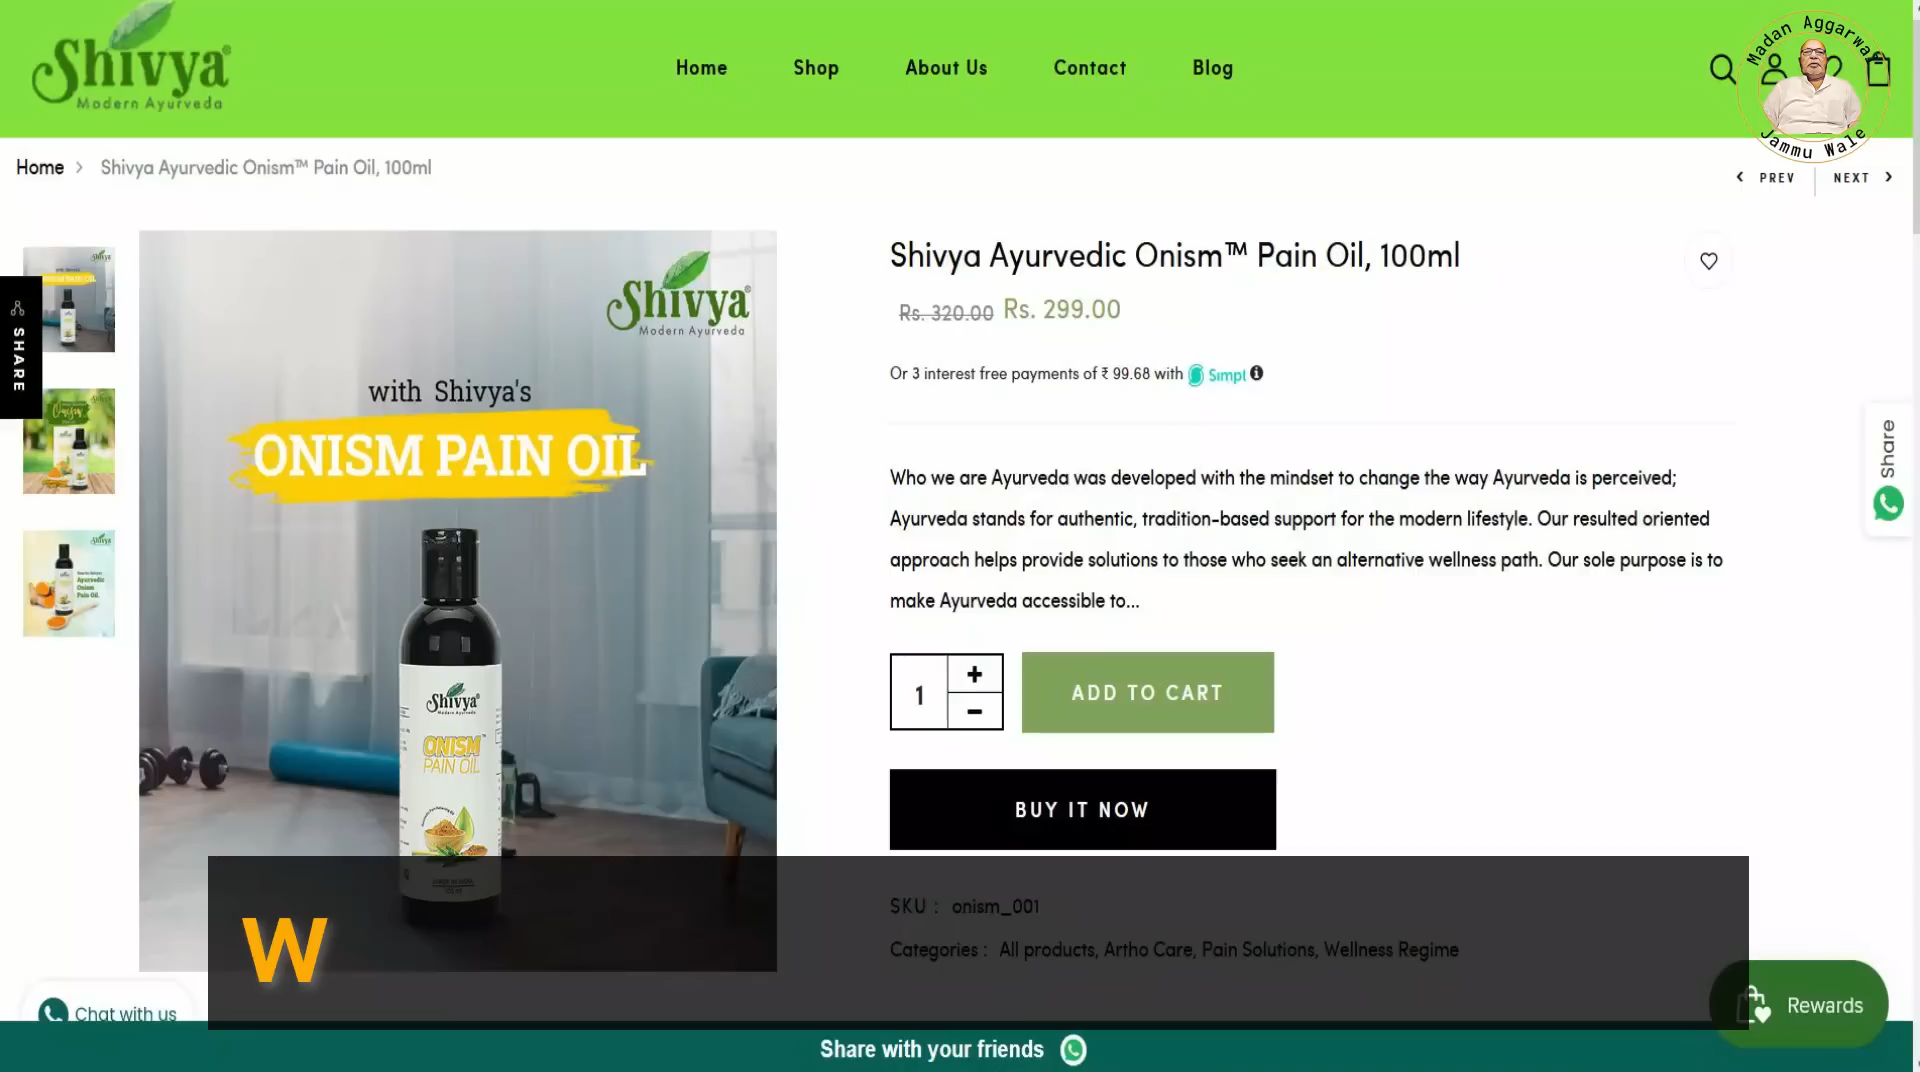 Shivya®
Modern Ayurveda
Home
Shop
About Us
Contact
Blog
Madan Aggarwal
Jammu Wale
Home > Shivya Ayurvedic Onism™ Pain Oil, 100ml
< PREV
NEXT >
SHARE
Shivya®
Modern Ayurveda
with Shivya's
ONISM PAIN OIL
Shivya®
Modern Ayurveda
ONISM™
PAIN OIL
Shivya Ayurvedic Onism™ Pain Oil, 100ml
Rs. 320.00 Rs. 299.00
Or 3 interest free payments of ₹ 99.68 with Simpl
Who we are Ayurveda was developed with the mindset to change the way Ayurveda is perceived;
Ayurveda stands for authentic, tradition-based support for the modern lifestyle. Our resulted oriented
approach helps provide solutions to those who seek an alternative wellness path. Our sole purpose is to
make Ayurveda accessible to...
1
+
-
ADD TO CART
BUY IT NOW
Share
SKU : onism_001
Categories : All products, Artho Care, Pain Solutions, Wellness Regime
W
Chat with us
Rewards
Share with your friends